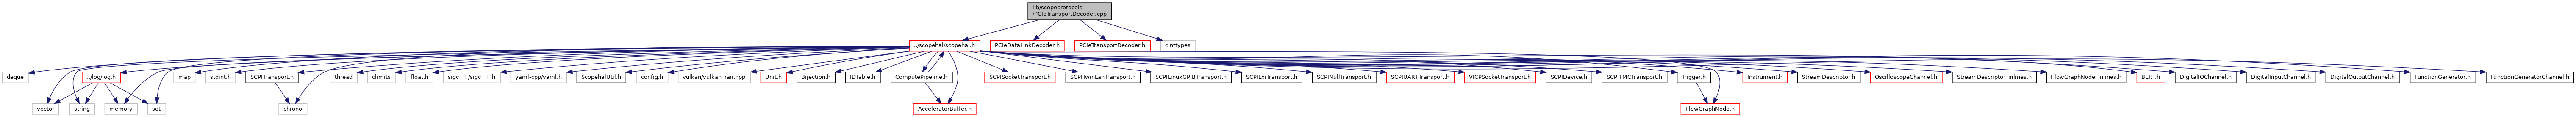 lib/scopeprotocols
/PCIeTransportDecoder.cpp
../scopehal/scopehal.h
PCIeDataLinkDecoder.h
PCIeTransportDecoder.h
cinttypes
deque
../log/log.h
map
stdint.h
SCPITransport.h
thread
climits
float.h
sigc++/sigc++.h
yaml-cpp/yaml.h
ScopehalUtil.h
config.h
vulkan/vulkan_raii.hpp
Unit.h
Bijection.h
IDTable.h
ComputePipeline.h
SCPISocketTransport.h
SCPITwinLanTransport.h
SCPILinuxGPIBTransport.h
SCPILxiTransport.h
SCPINullTransport.h
SCPIUARTTransport.h
VICPSocketTransport.h
SCPIDevice.h
SCPITMCTransport.h
Trigger.h
Instrument.h
StreamDescriptor.h
OscilloscopeChannel.h
StreamDescriptor_inlines.h
FlowGraphNode_inlines.h
BERT.h
DigitalIOChannel.h
DigitalInputChannel.h
DigitalOutputChannel.h
FunctionGenerator.h
FunctionGeneratorChannel.h
vector
string
memory
set
chrono
AcceleratorBuffer.h
FlowGraphNode.h